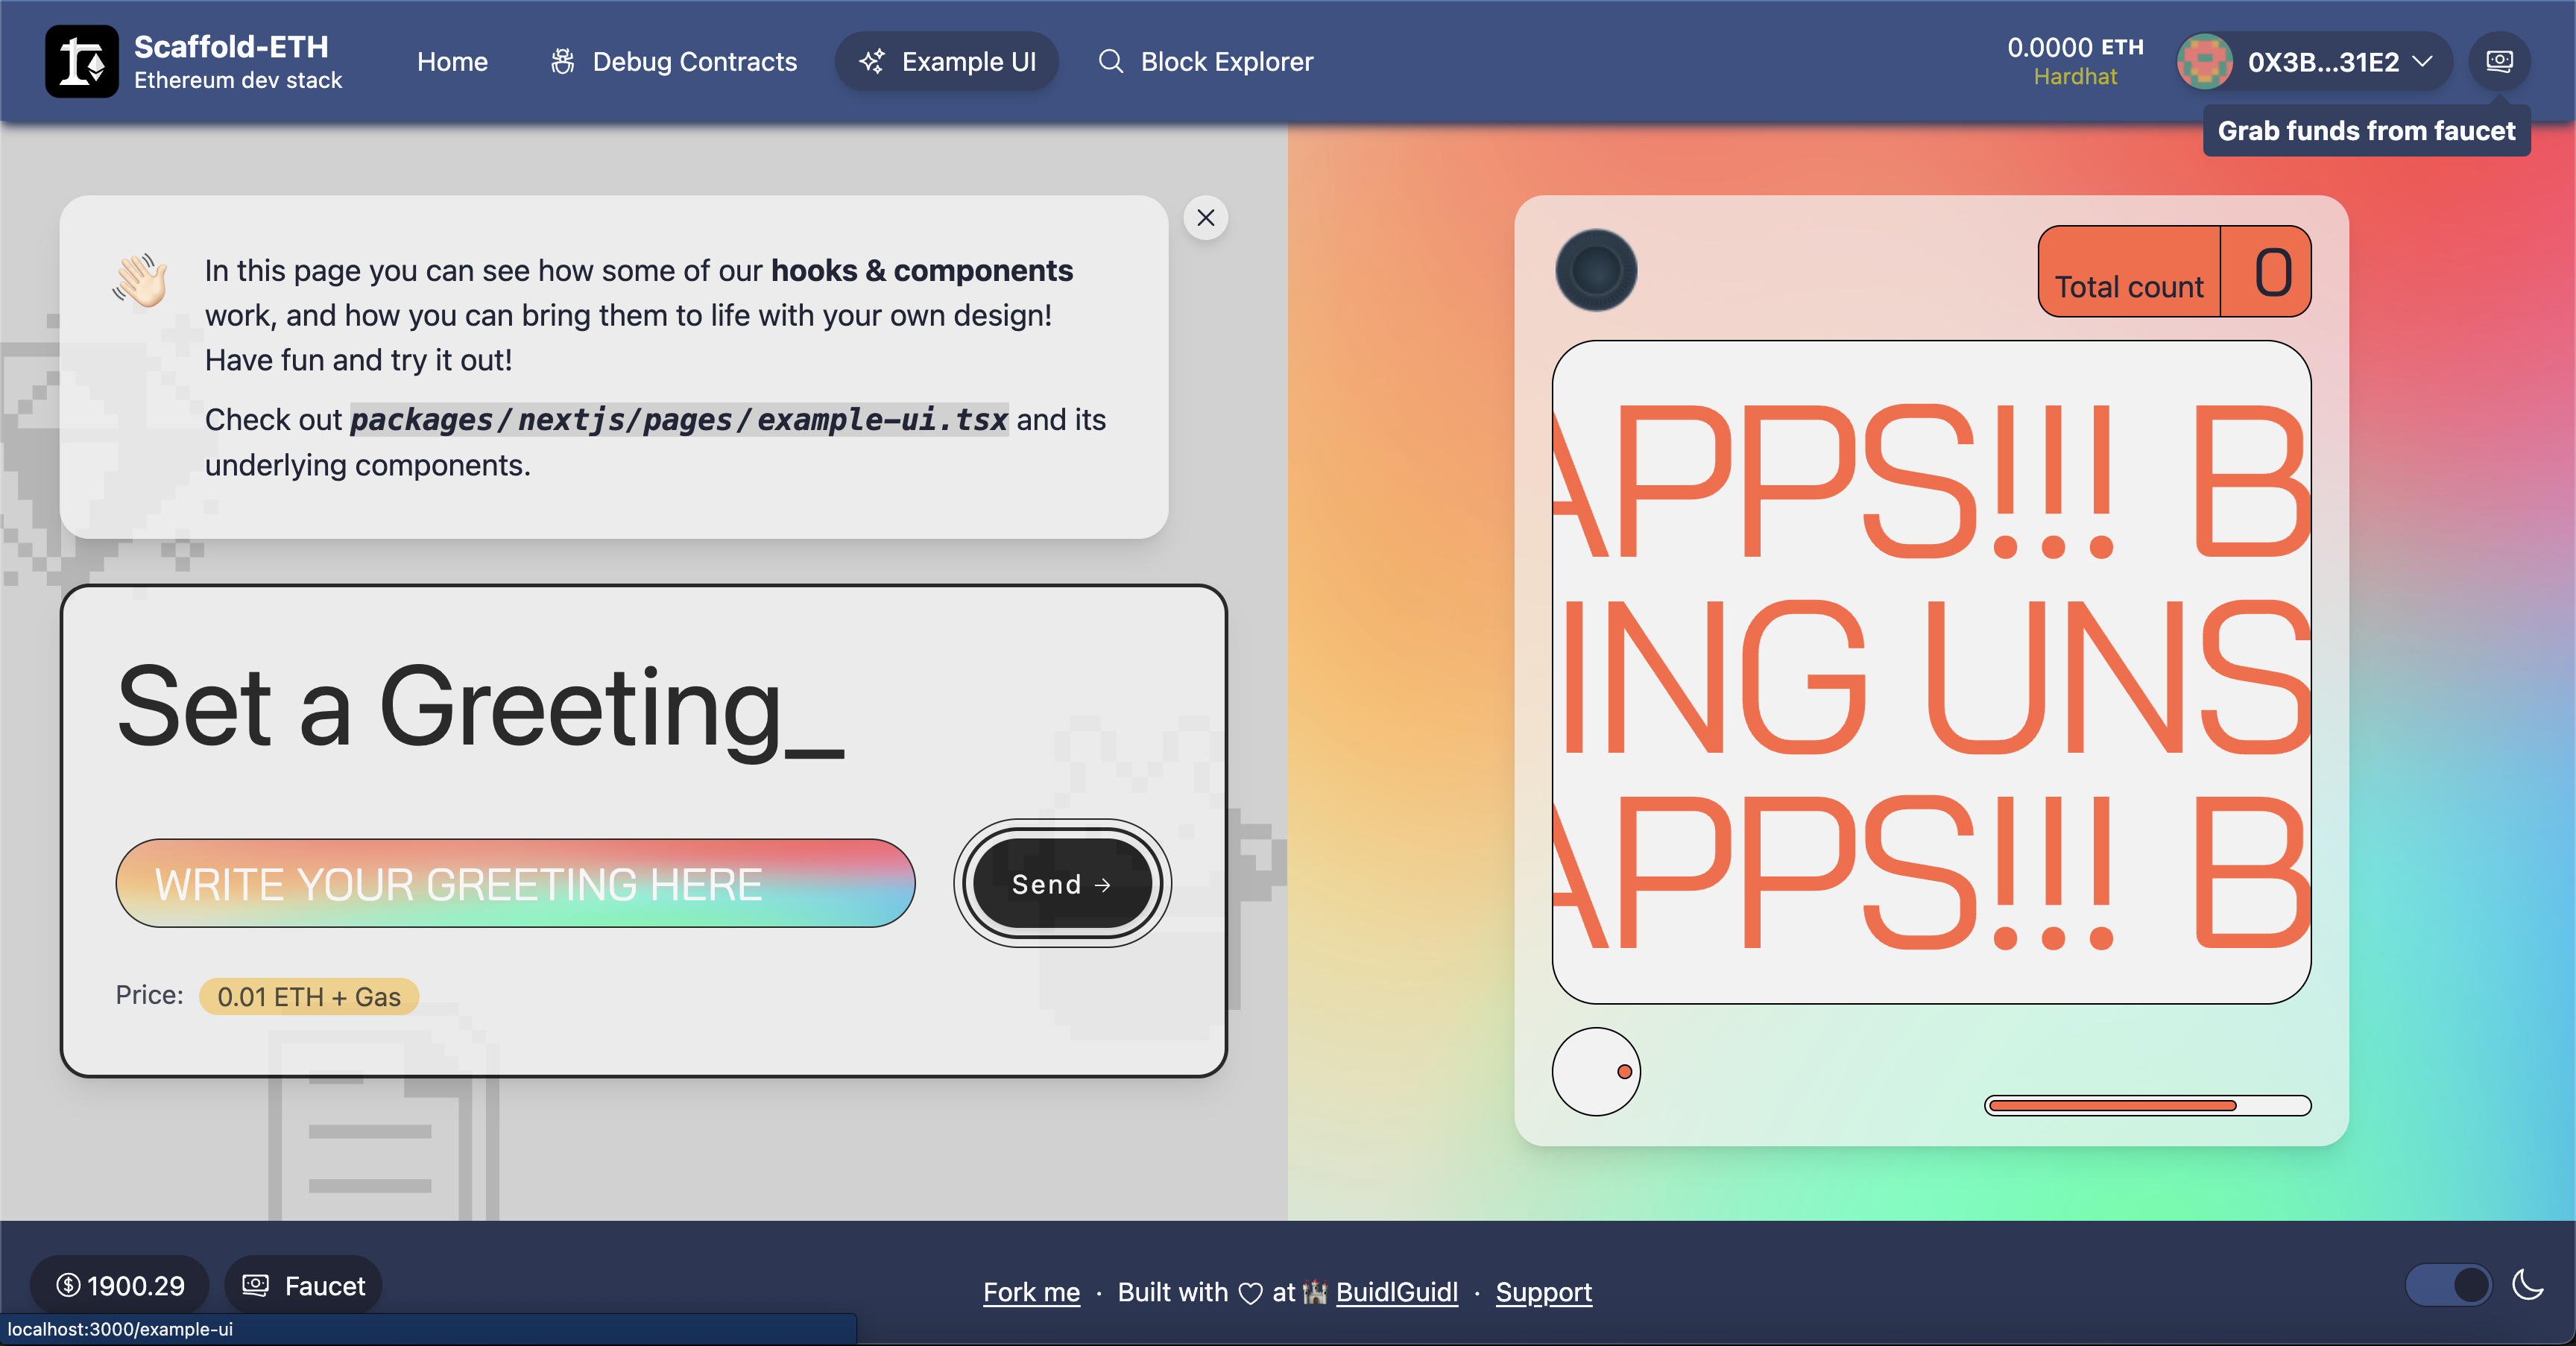 Scaffold-ETH
Ethereum dev stack
Home
Debug Contracts
Example UI
Block Explorer
0.0000 ETH
Hardhat
0X3B...31E2
Grab funds from faucet
In this page you can see how some of our hooks & components
work, and how you can bring them to life with your own design!
Have fun and try it out!
Check out packages/nextjs/pages/example-ui.tsx and its
underlying components.
Set a Greeting_
WRITE YOUR GREETING HERE
Send →
Price: 0.01 ETH + Gas
Total count 0
APPS!!! B
ING UNS
APPS!!! B
1900.29
Faucet
Fork me · Built with ♡ at 🏰 BuidlGuidl · Support
localhost:3000/example-ui